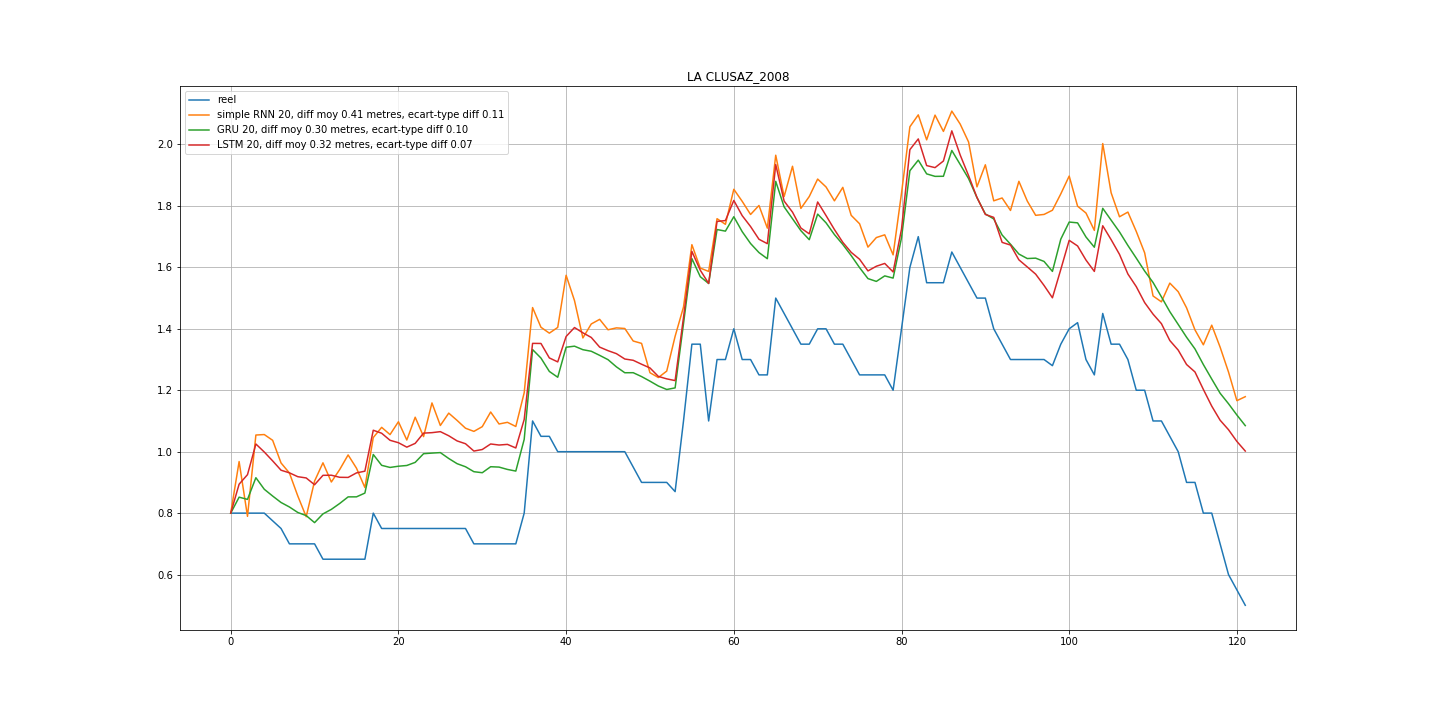 LA CLUSAZ_2008
reel
simple RNN 20, diff moy 0.41 metres, ecart-type diff 0.11
GRU 20, diff moy 0.30 metres, ecart-type diff 0.10
LSTM 20, diff moy 0.32 metres, ecart-type diff 0.07
2.0
1.8
1.6
1.4
1.2
1.0
0.8
0.6
0 20 40 60 80 100 120